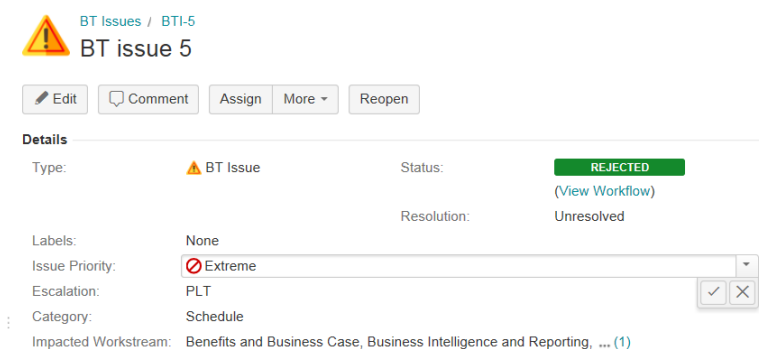 BT Issues / BTI-5
BT issue 5
Edit Comment Assign More Reopen
Details
Type: BT Issue Status: REJECTED
(View Workflow)
Resolution: Unresolved
Labels: None
Issue Priority: Extreme
Escalation: PLT
Category: Schedule
Impacted Workstream: Benefits and Business Case, Business Intelligence and Reporting, ... (1)